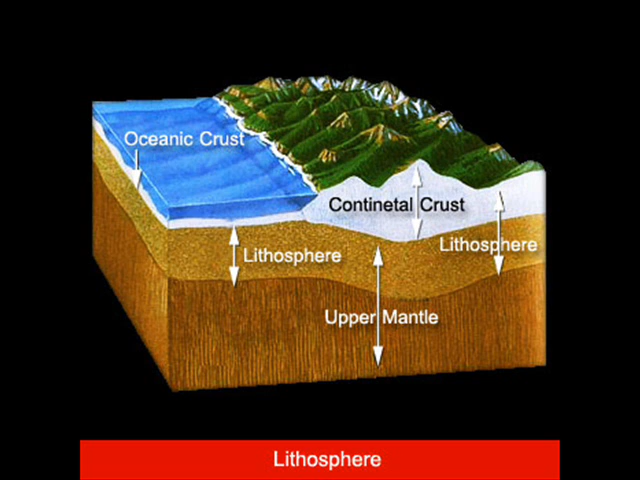 Oceanic Crust
Continetal Crust
Lithosphere
Lithosphere
Upper Mantle
Lithosphere